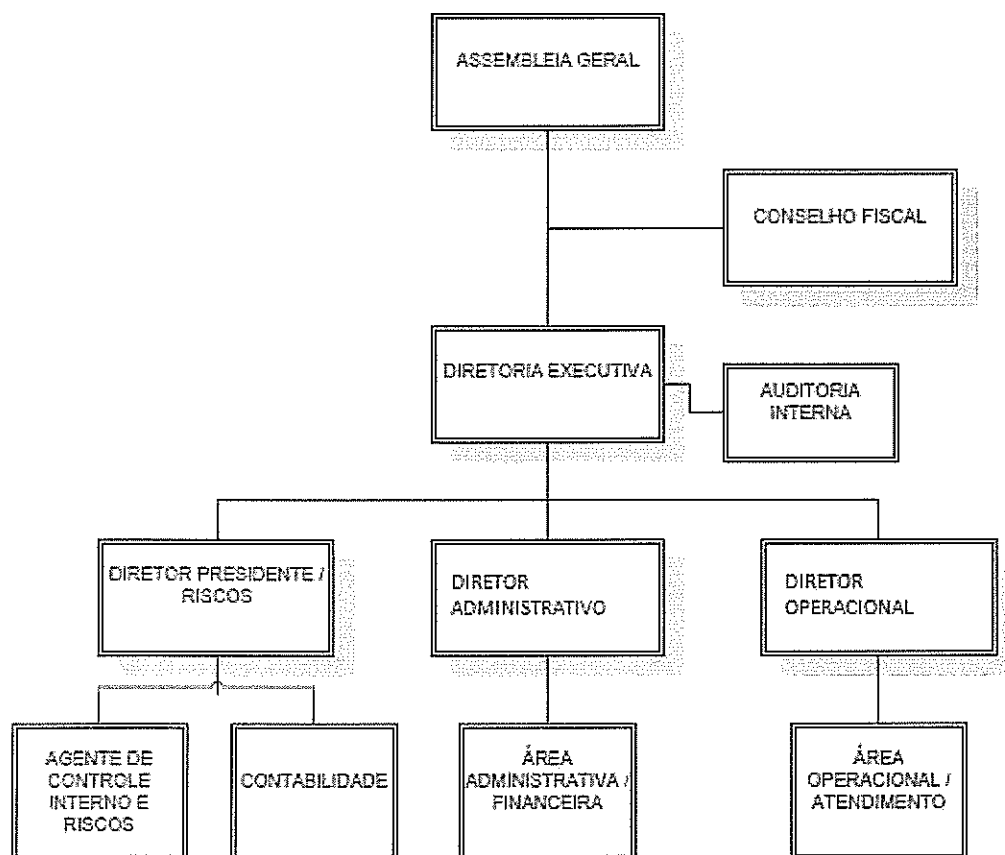 ASSEMBLEIA GERAL
CONSELHO FISCAL
DIRETORIA EXECUTIVA
AUDITORIA
INTERNA
DIRETOR PRESIDENTE /
RISCOS
DIRETOR
ADMINISTRATIVO
DIRETOR
OPERACIONAL
AGENTE DE
CONTROLE
INTERNO E
RISCOS
CONTABILIDADE
ÁREA
ADMINISTRATIVA /
FINANCEIRA
ÁREA
OPERACIONAL /
ATENDIMENTO